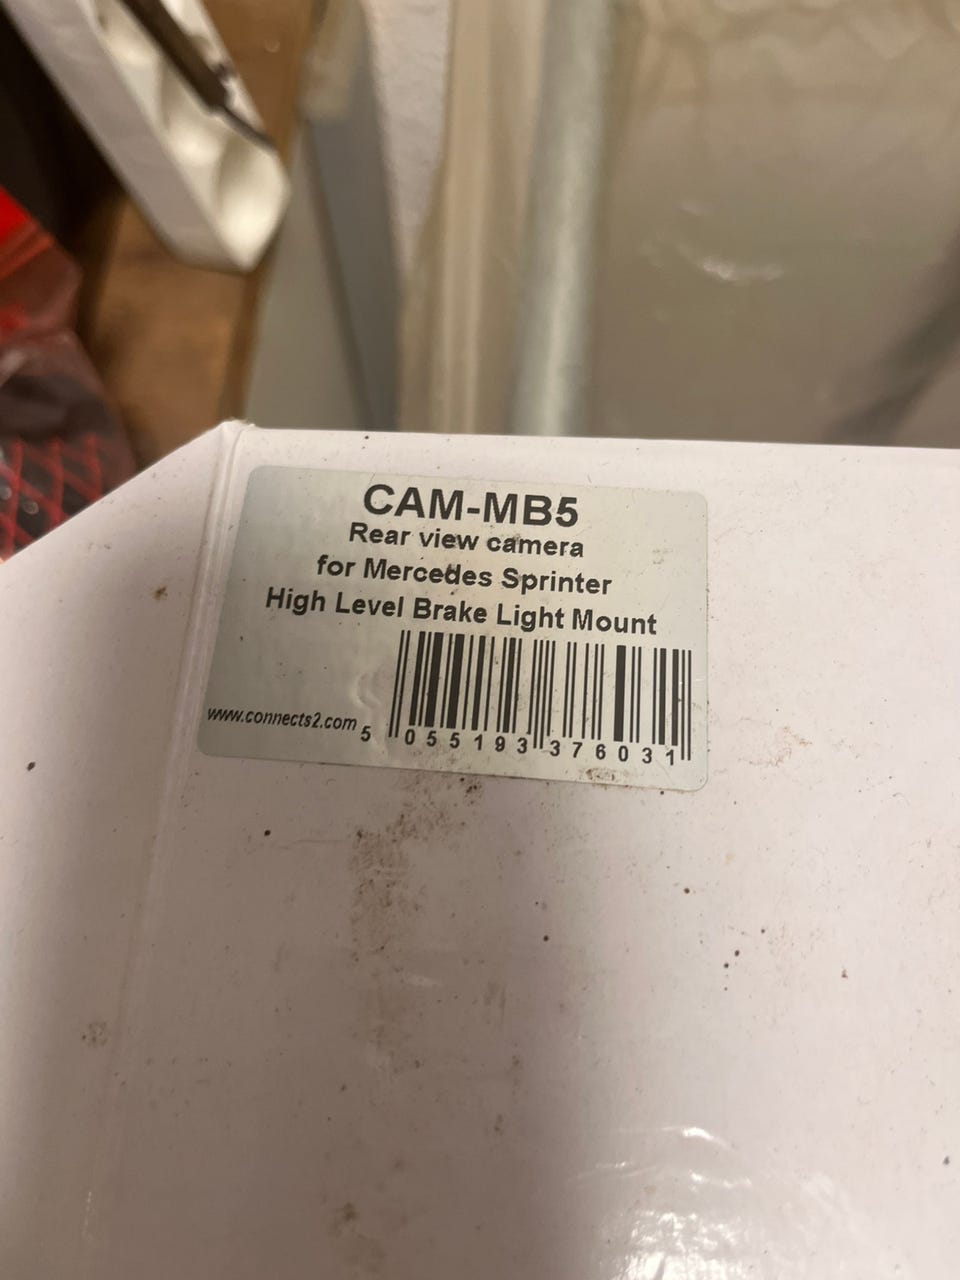 CAM-MB5
Rear view camera
for Mercedes Sprinter
High Level Brake Light Mount
www.connects2.com
5 055193 376031